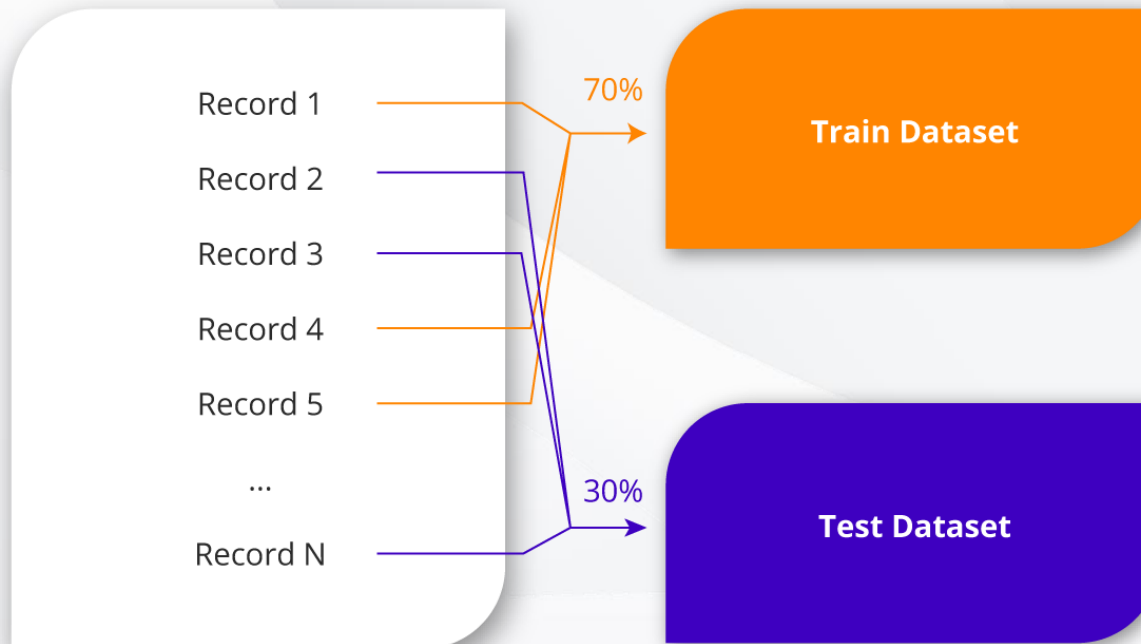 Record 1
Record 2
Record 3
Record 4
Record 5
...
Record N
70%
Train Dataset
30%
Test Dataset